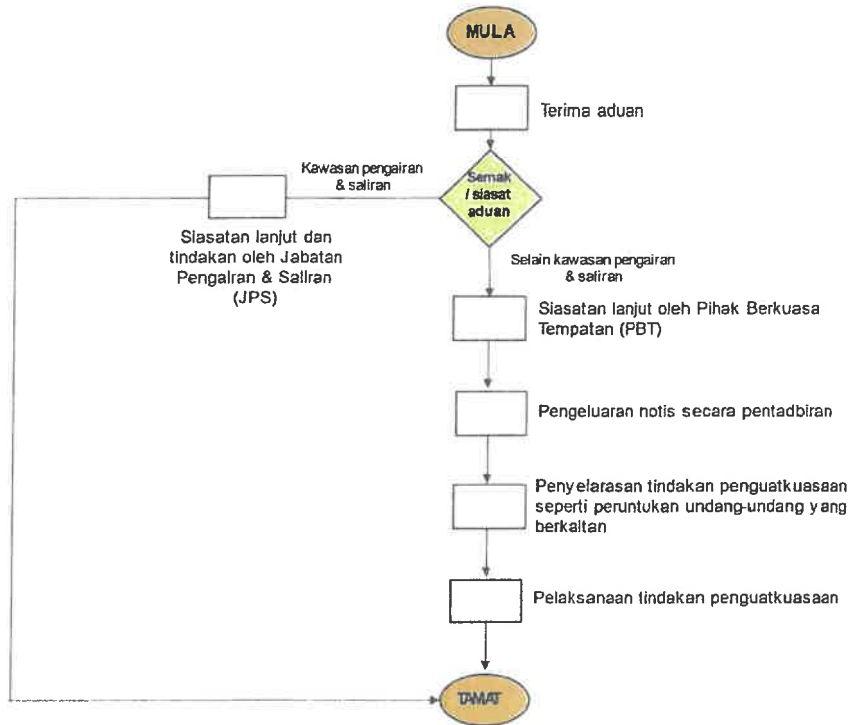 MULA
Terima aduan
Semak
/ siasat
aduan
Kawasan pengairan
& saliran
Siasatan lanjut dan
tindakan oleh Jabatan
Pengairan & Saliran
(JPS)
Selain kawasan pengairan
& saliran
Siasatan lanjut oleh Pihak Berkuasa
Tempatan (PBT)
Pengeluaran notis secara pentadbiran
Penyelarasan tindakan penguatkuasaan
seperti peruntukan undang-undang yang
berkaitan
Pelaksanaan tindakan penguatkuasaan
TAMAT